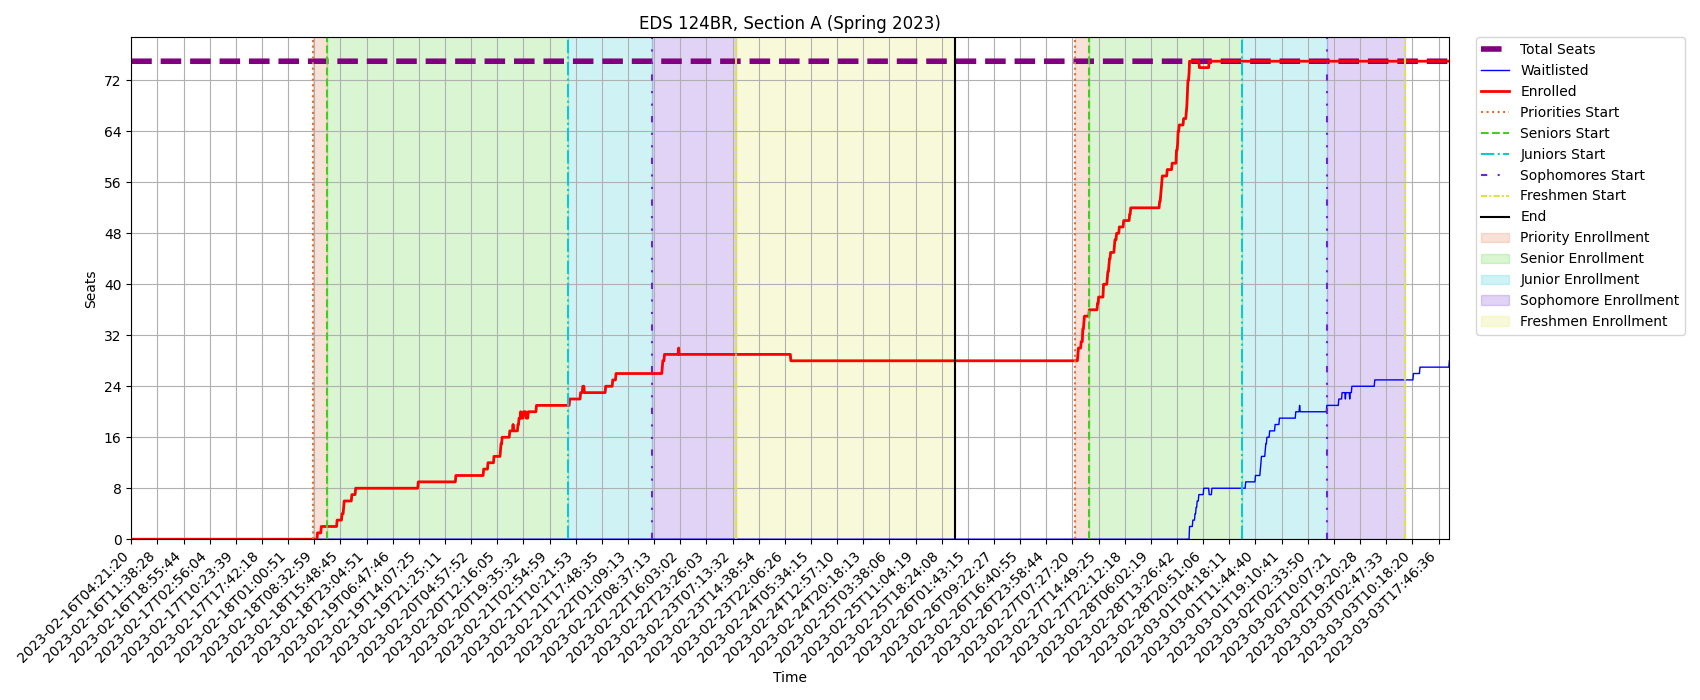 EDS 124BR, Section A (Spring 2023)
Total Seats
Waitlisted
Enrolled
Priorities Start
Seniors Start
Juniors Start
Sophomores Start
Freshmen Start
End
Priority Enrollment
Senior Enrollment
Junior Enrollment
Sophomore Enrollment
Freshmen Enrollment
Seats
72
64
56
48
40
32
24
16
8
0
2023-02-16T04:21:20
2023-02-16T11:38:28
2023-02-16T18:55:44
2023-02-17T02:56:04
2023-02-17T10:23:39
2023-02-17T17:42:18
2023-02-18T01:00:51
2023-02-18T08:32:59
2023-02-18T15:48:45
2023-02-18T23:04:51
2023-02-19T06:47:46
2023-02-19T14:07:25
2023-02-19T21:25:11
2023-02-20T04:57:52
2023-02-20T12:16:05
2023-02-20T19:35:32
2023-02-21T02:54:59
2023-02-21T10:21:53
2023-02-21T17:48:35
2023-02-22T01:09:13
2023-02-22T08:37:13
2023-02-22T16:03:02
2023-02-22T23:26:03
2023-02-23T07:13:32
2023-02-23T14:38:54
2023-02-23T22:06:26
2023-02-24T05:34:15
2023-02-24T12:57:10
2023-02-24T20:18:13
2023-02-25T03:38:06
2023-02-25T11:04:19
2023-02-25T18:24:08
2023-02-26T01:43:15
2023-02-26T09:22:27
2023-02-26T16:40:55
2023-02-26T23:58:44
2023-02-27T07:27:20
2023-02-27T14:49:25
2023-02-27T22:12:18
2023-02-28T06:02:19
2023-02-28T13:26:42
2023-02-28T20:51:06
2023-03-01T04:18:11
2023-03-01T11:44:40
2023-03-01T19:10:41
2023-03-02T02:33:50
2023-03-02T10:07:21
2023-03-02T19:20:28
2023-03-03T02:47:33
2023-03-03T10:18:20
2023-03-03T17:46:36
Time